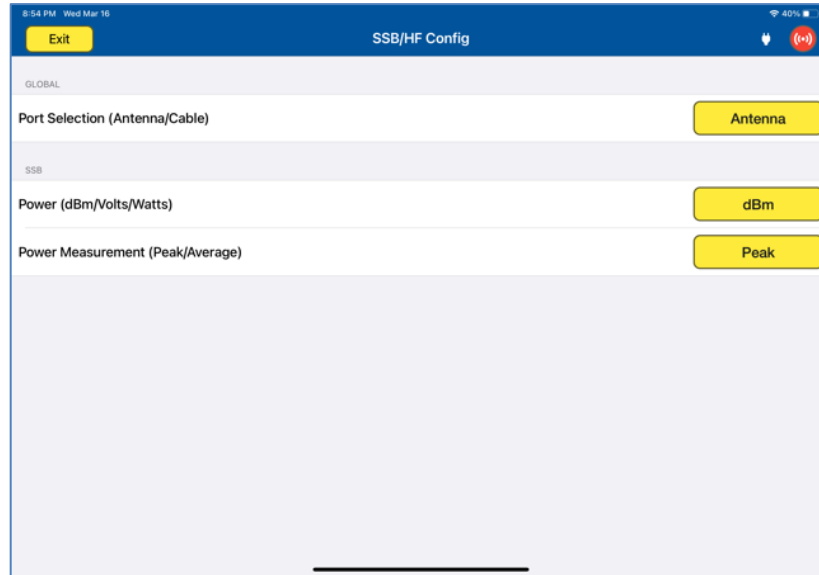 8:54 PM Wed Mar 16 40%
Exit SSB/HF Config
GLOBAL
Port Selection (Antenna/Cable) Antenna
SSB
Power (dBm/Volts/Watts) dBm
Power Measurement (Peak/Average) Peak